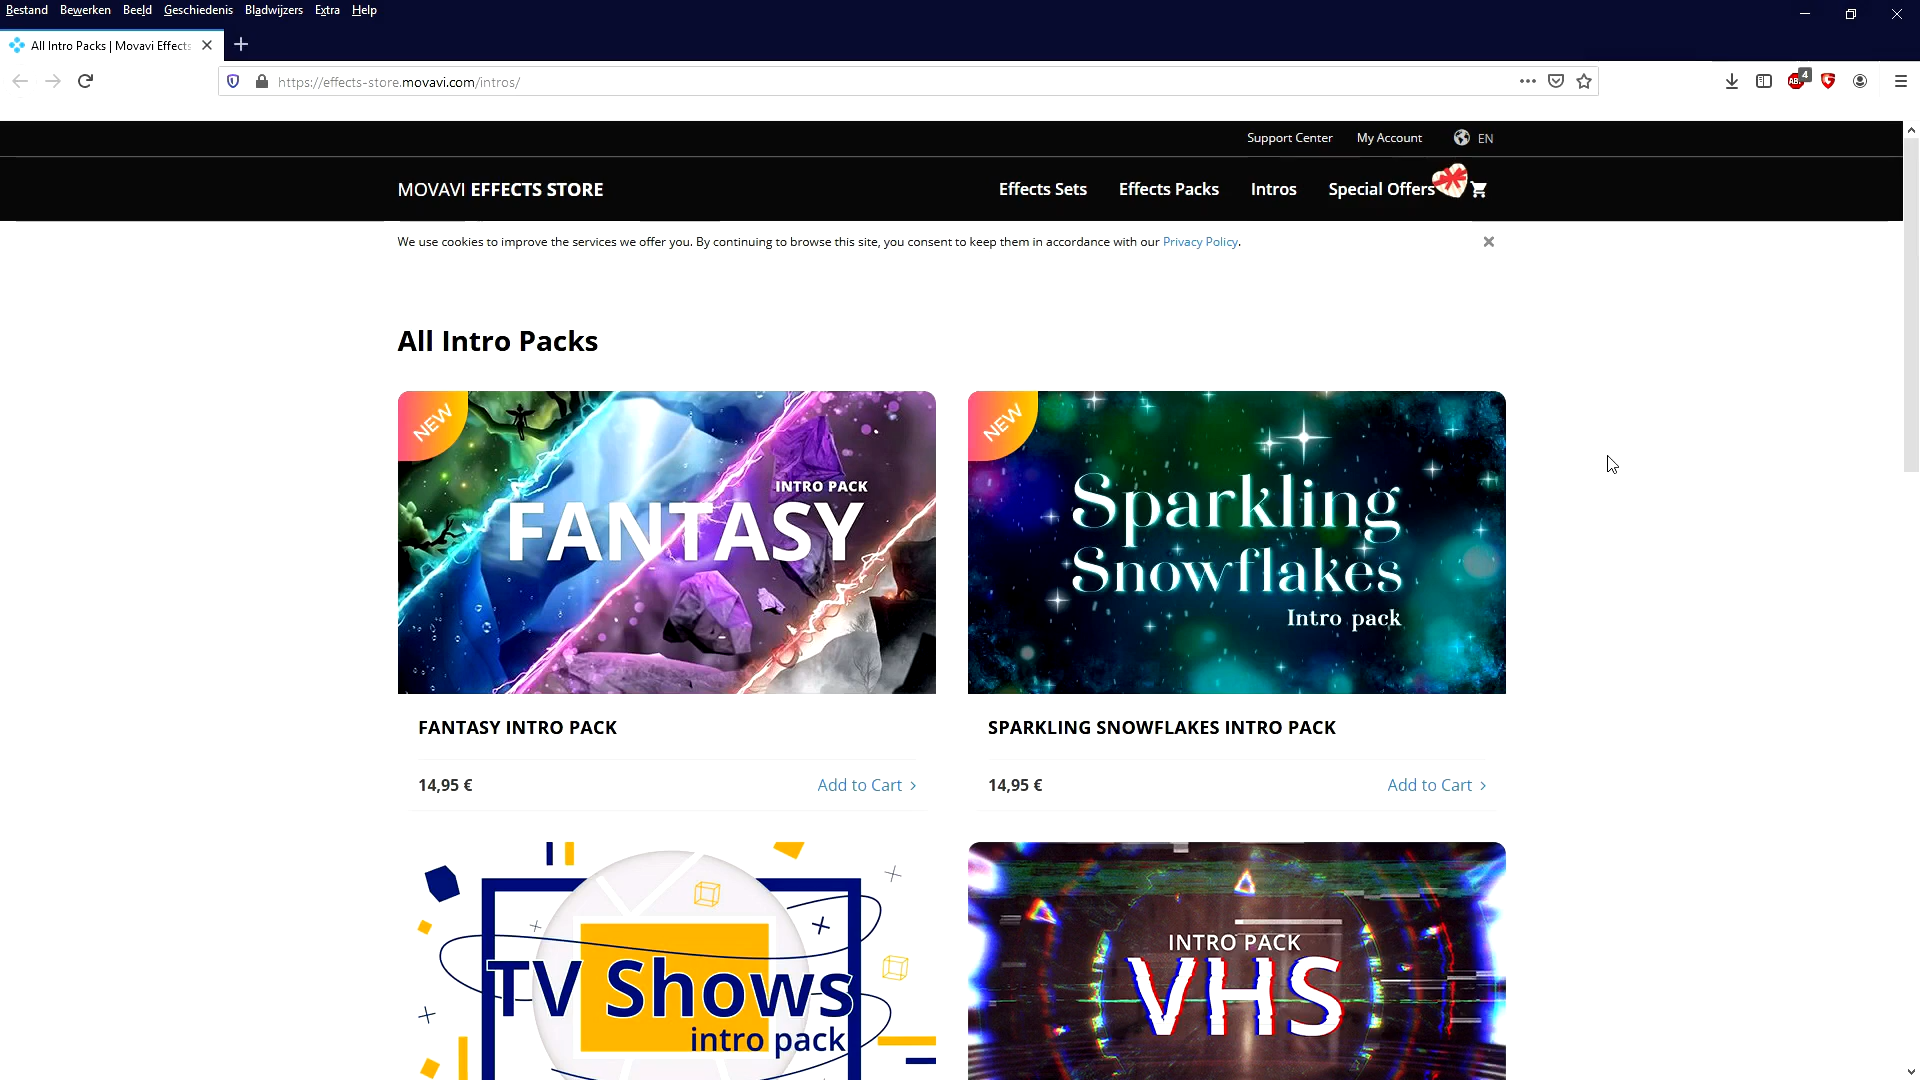 Bestand Bewerken Beeld Geschiedenis Bladwijzers Extra Help
All Intro Packs | Movavi Effects
https://effects-store.movavi.com/intros/
4
Support Center My Account EN
MOVAVI EFFECTS STORE Effects Sets Effects Packs Intros Special Offers
We use cookies to improve the services we offer you. By continuing to browse this site, you consent to keep them in accordance with our Privacy Policy.
All Intro Packs
NEW
INTRO PACK
FANTASY
NEW
Sparkling
Snowflakes
Intro pack
FANTASY INTRO PACK
14,95 €
Add to Cart
SPARKLING SNOWFLAKES INTRO PACK
14,95 €
Add to Cart
TV Shows
intro pack
INTRO PACK
VHS